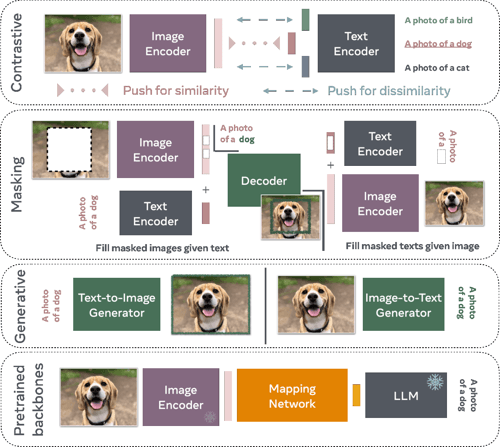 Contrastive
Image
Encoder
Text
Encoder
A photo of a bird
A photo of a dog
A photo of a cat
Push for similarity
Push for dissimilarity
Masking
Image
Encoder
A photo
of a dog
Text
Encoder
A photo
of a dog
Decoder
Fill masked images given text
Text
Encoder
A photo
of a
Image
Encoder
Fill masked texts given image
Generative
A photo
of a dog
Text-to-Image
Generator
Image-to-Text
Generator
A photo
of a dog
Pretrained
backbones
Image
Encoder
Mapping
Network
LLM
A photo
of a dog